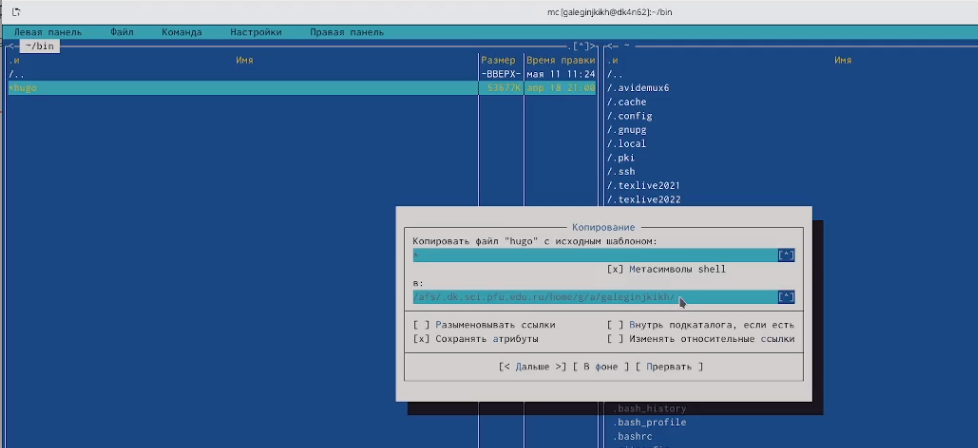 mc [galeginjkikh@dk4n62]:~/bin
Левая панель Файл Команда Настройки Правая панель
<- ~/bin .[^]> <- ~
.и Имя Размер Время правки .и Имя
/.. -ВВЕРХ- мая 11 11:24 /..
*hugo 53677K апр 18 21:00 /.avidemux6
/.cache
/.config
/.gnupg
/.local
/.pki
/.ssh
/.texlive2021
/.texlive2022
Копирование
Копировать файл "hugo" с исходным шаблоном:
* [^]
[x] Метасимволы shell
в:
/afs/.dk.sci.pfu.edu.ru/home/g/a/galeginjkikh/ [^]
[ ] Разыменовывать ссылки [ ] Внутрь подкаталога, если есть
[x] Сохранять атрибуты [ ] Изменять относительные ссылки
[< Дальше >] [ В фоне ] [ Прервать ]
.bash_history
.bash_profile
.bashrc